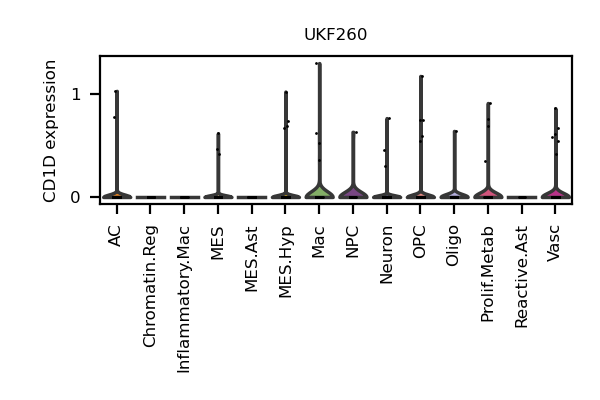 UKF260
CD1D expression
1
0
AC
Chromatin.Reg
Inflammatory.Mac
MES
MES.Ast
MES.Hyp
Mac
NPC
Neuron
OPC
Oligo
Prolif.Metab
Reactive.Ast
Vasc